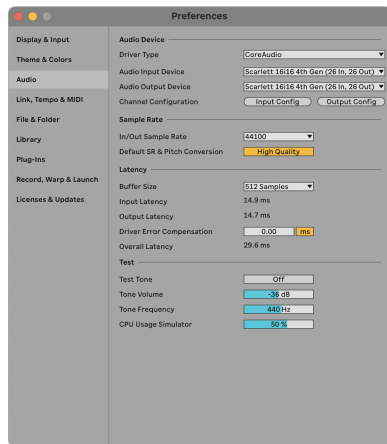 Preferences
Display & Input
Theme & Colors
Audio
Link, Tempo & MIDI
File & Folder
Library
Plug-Ins
Record, Warp & Launch
Licenses & Updates
Audio Device
Driver Type CoreAudio
Audio Input Device Scarlett 16i16 4th Gen (26 In, 26 Out)
Audio Output Device Scarlett 16i16 4th Gen (26 In, 26 Out)
Channel Configuration Input Config Output Config
Sample Rate
In/Out Sample Rate 44100
Default SR & Pitch Conversion High Quality
Latency
Buffer Size 512 Samples
Input Latency 14.9 ms
Output Latency 14.7 ms
Driver Error Compensation 0.00 ms
Overall Latency 29.6 ms
Test
Test Tone Off
Tone Volume -36 dB
Tone Frequency 440 Hz
CPU Usage Simulator 50 %